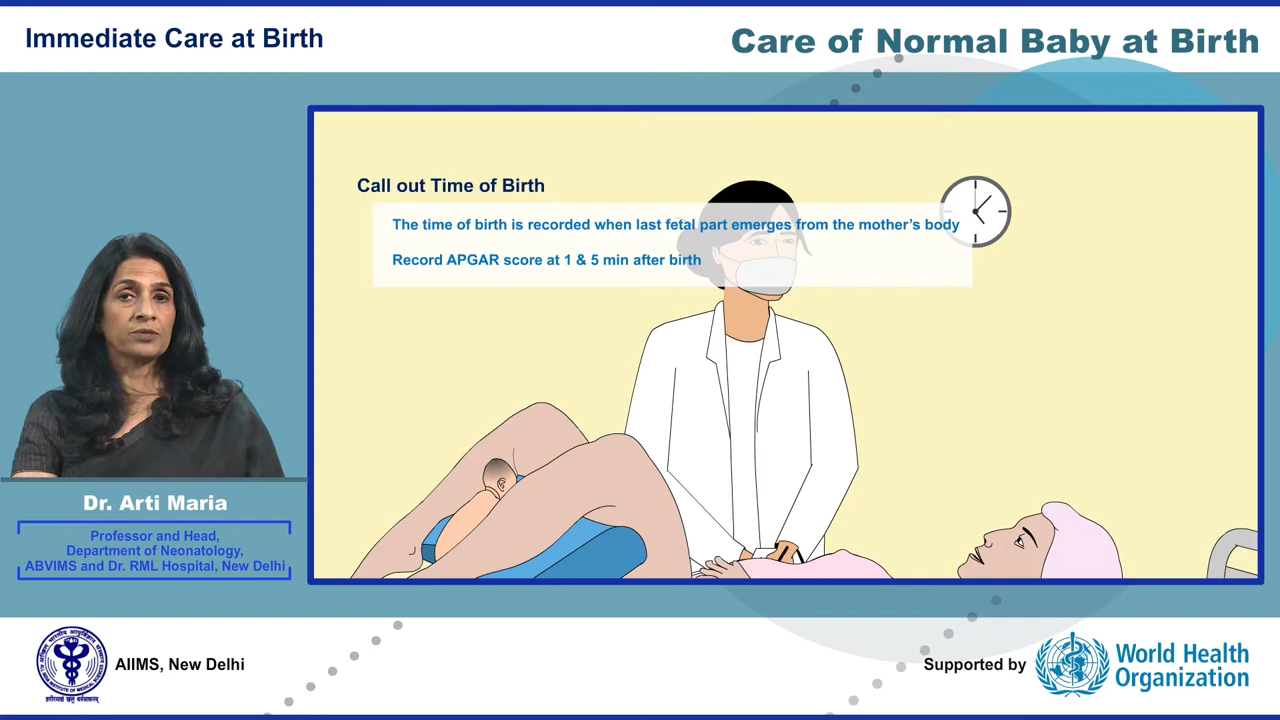 Immediate Care at Birth
Care of Normal Baby at Birth
Call out Time of Birth
The time of birth is recorded when last fetal part emerges from the mother's body
Record APGAR score at 1 & 5 min after birth
Dr. Arti Maria
Professor and Head,
Department of Neonatology,
ABVIMS and Dr. RML Hospital, New Delhi
AIIMS, New Delhi
Supported by
World Health
Organization